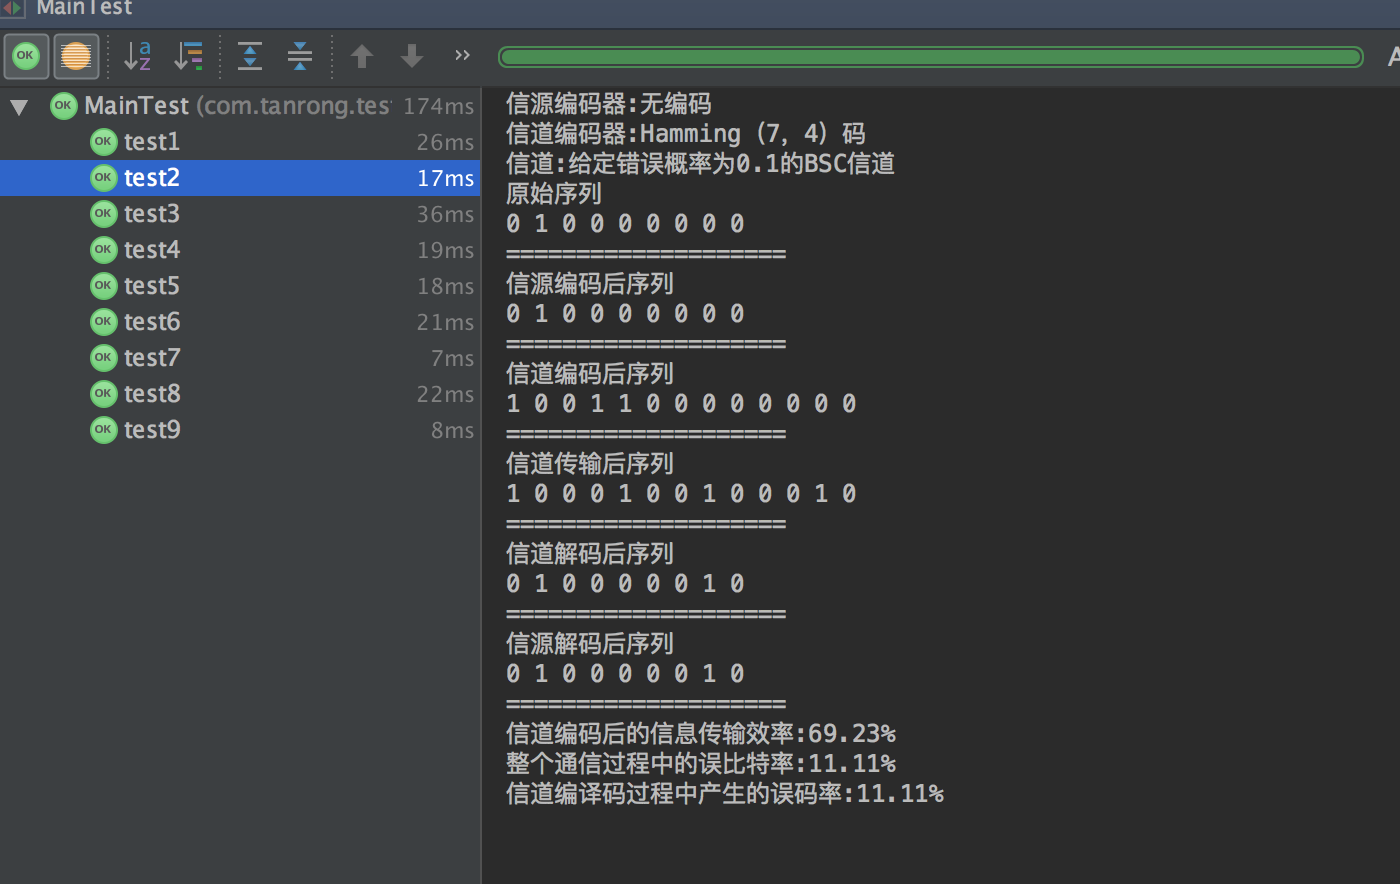 MainTest
OK
a
z
»
MainTest (com.tanrong.tes 174ms
OK test1 26ms
OK test2 17ms
OK test3 36ms
OK test4 19ms
OK test5 18ms
OK test6 21ms
OK test7 7ms
OK test8 22ms
OK test9 8ms
信源编码器:无编码
信道编码器:Hamming（7，4）码
信道:给定错误概率为0.1的BSC信道
原始序列
0 1 0 0 0 0 0 0 0
====================
信源编码后序列
0 1 0 0 0 0 0 0 0
====================
信道编码后序列
1 0 0 1 1 0 0 0 0 0 0 0 0
====================
信道传输后序列
1 0 0 0 1 0 0 1 0 0 0 1 0
====================
信道解码后序列
0 1 0 0 0 0 0 1 0
====================
信源解码后序列
0 1 0 0 0 0 0 1 0
====================
信道编码后的信息传输效率:69.23%
整个通信过程中的误比特率:11.11%
信道编译码过程中产生的误码率:11.11%